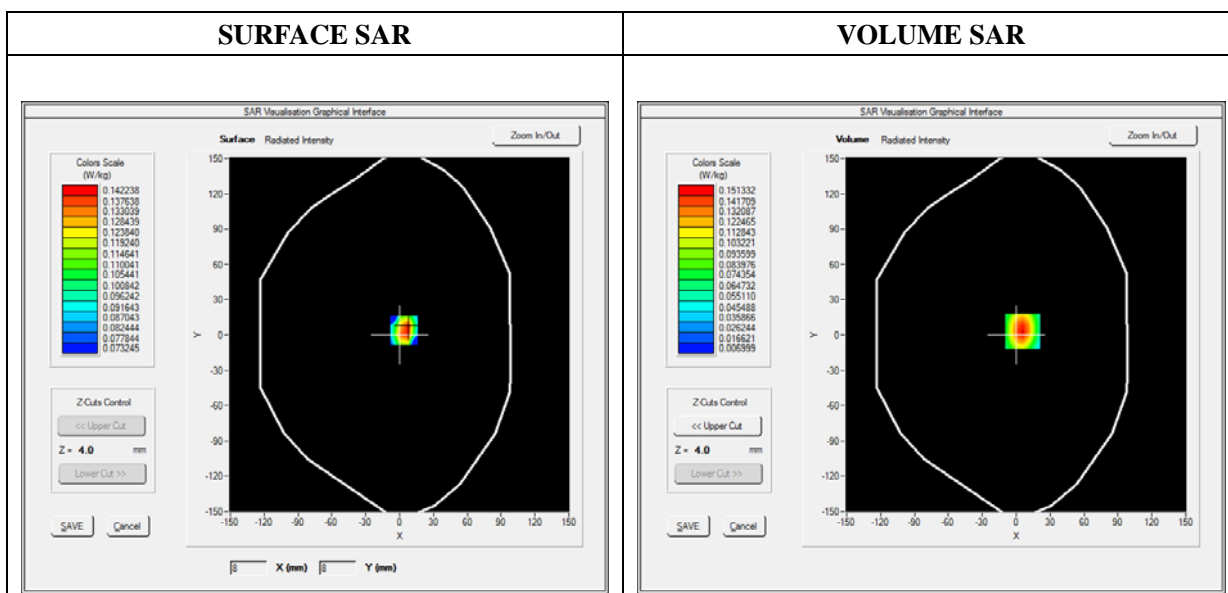 SURFACE SAR
VOLUME SAR
SAR Visualisation Graphical Interface
Surface Radiated Intensity
Zoom In/Out
Colors Scale
(W/kg)
0.142238
0.137638
0.133039
0.128439
0.123840
0.119240
0.114641
0.110041
0.105441
0.100842
0.096242
0.091643
0.087043
0.082444
0.077844
0.073245
150
120
90
60
30
0
-30
-60
-90
-120
-150
Y
-150 -120 -90 -60 -30 0 30 60 90 120 150
X
Z-Cuts Control
<< Upper Cut
Z = 4.0 mm
Lower Cut >>
SAVE Cancel
8 X (mm) 8 Y (mm)
SAR Visualisation Graphical Interface
Volume Radiated Intensity
Zoom In/Out
Colors Scale
(W/kg)
0.151332
0.141709
0.132087
0.122465
0.112843
0.103221
0.093599
0.083976
0.074354
0.064732
0.055110
0.045488
0.035866
0.026244
0.016621
0.006999
150
120
90
60
30
0
-30
-60
-90
-120
-150
Y
-150 -120 -90 -60 -30 0 30 60 90 120 150
X
Z-Cuts Control
<< Upper Cut
Z = 4.0 mm
Lower Cut >>
SAVE Cancel